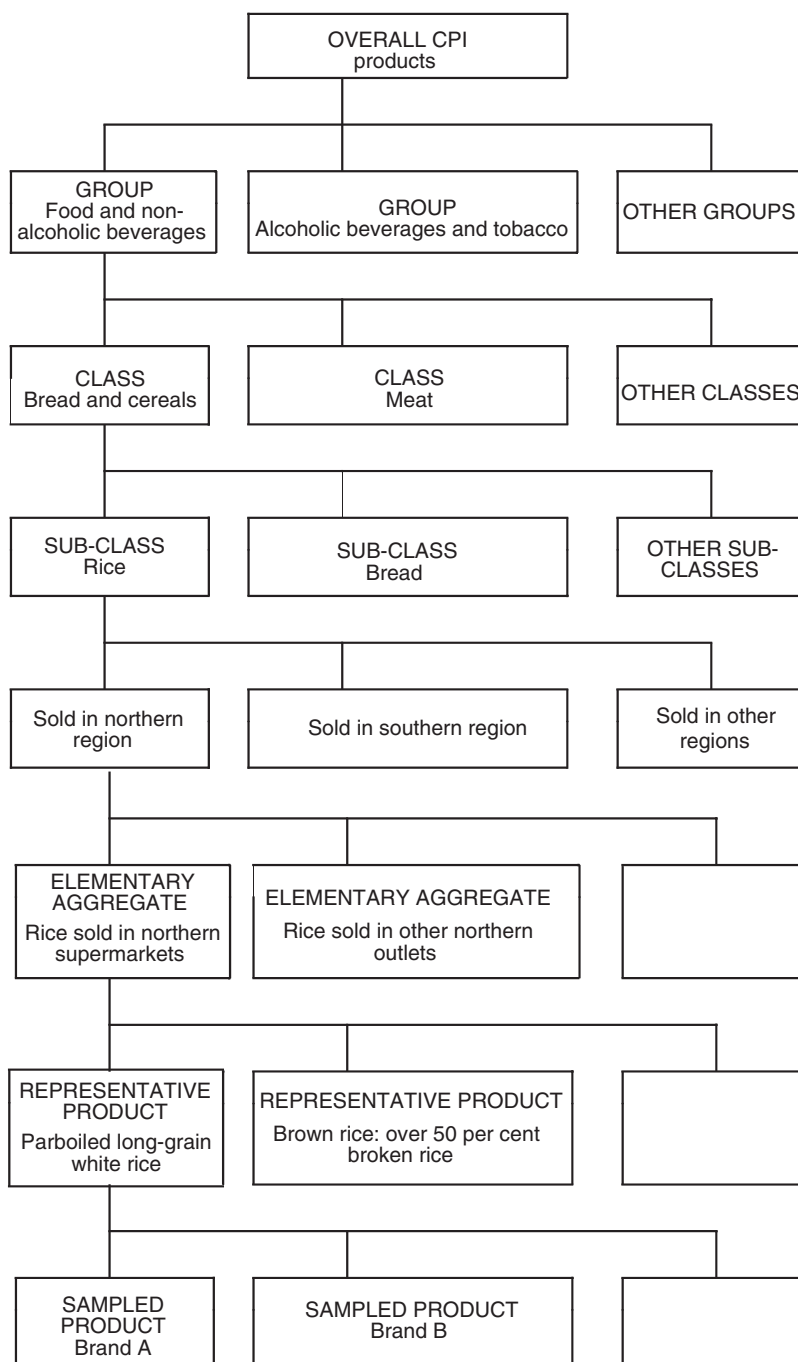 OVERALL CPI
products
GROUP
Food and non-
alcoholic beverages
GROUP
Alcoholic beverages and tobacco
OTHER GROUPS
CLASS
Bread and cereals
CLASS
Meat
OTHER CLASSES
SUB-CLASS
Rice
SUB-CLASS
Bread
OTHER SUB-
CLASSES
Sold in northern
region
Sold in southern region
Sold in other
regions
ELEMENTARY
AGGREGATE
Rice sold in northern
supermarkets
ELEMENTARY AGGREGATE
Rice sold in other northern
outlets
REPRESENTATIVE
PRODUCT
Parboiled long-grain
white rice
REPRESENTATIVE PRODUCT
Brown rice: over 50 per cent
broken rice
SAMPLED
PRODUCT
Brand A
SAMPLED PRODUCT
Brand B